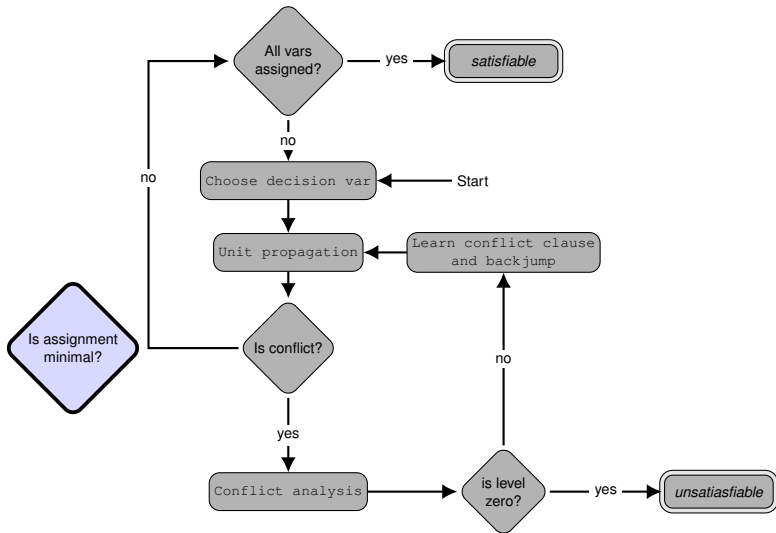 All vars
assigned?
yes
satisfiable
no
Choose decision var
Start
no
Unit propagation
Learn conflict clause
and backjump
Is assignment
minimal?
Is conflict?
no
yes
Conflict analysis
is level
zero?
yes
unsatiasfiable